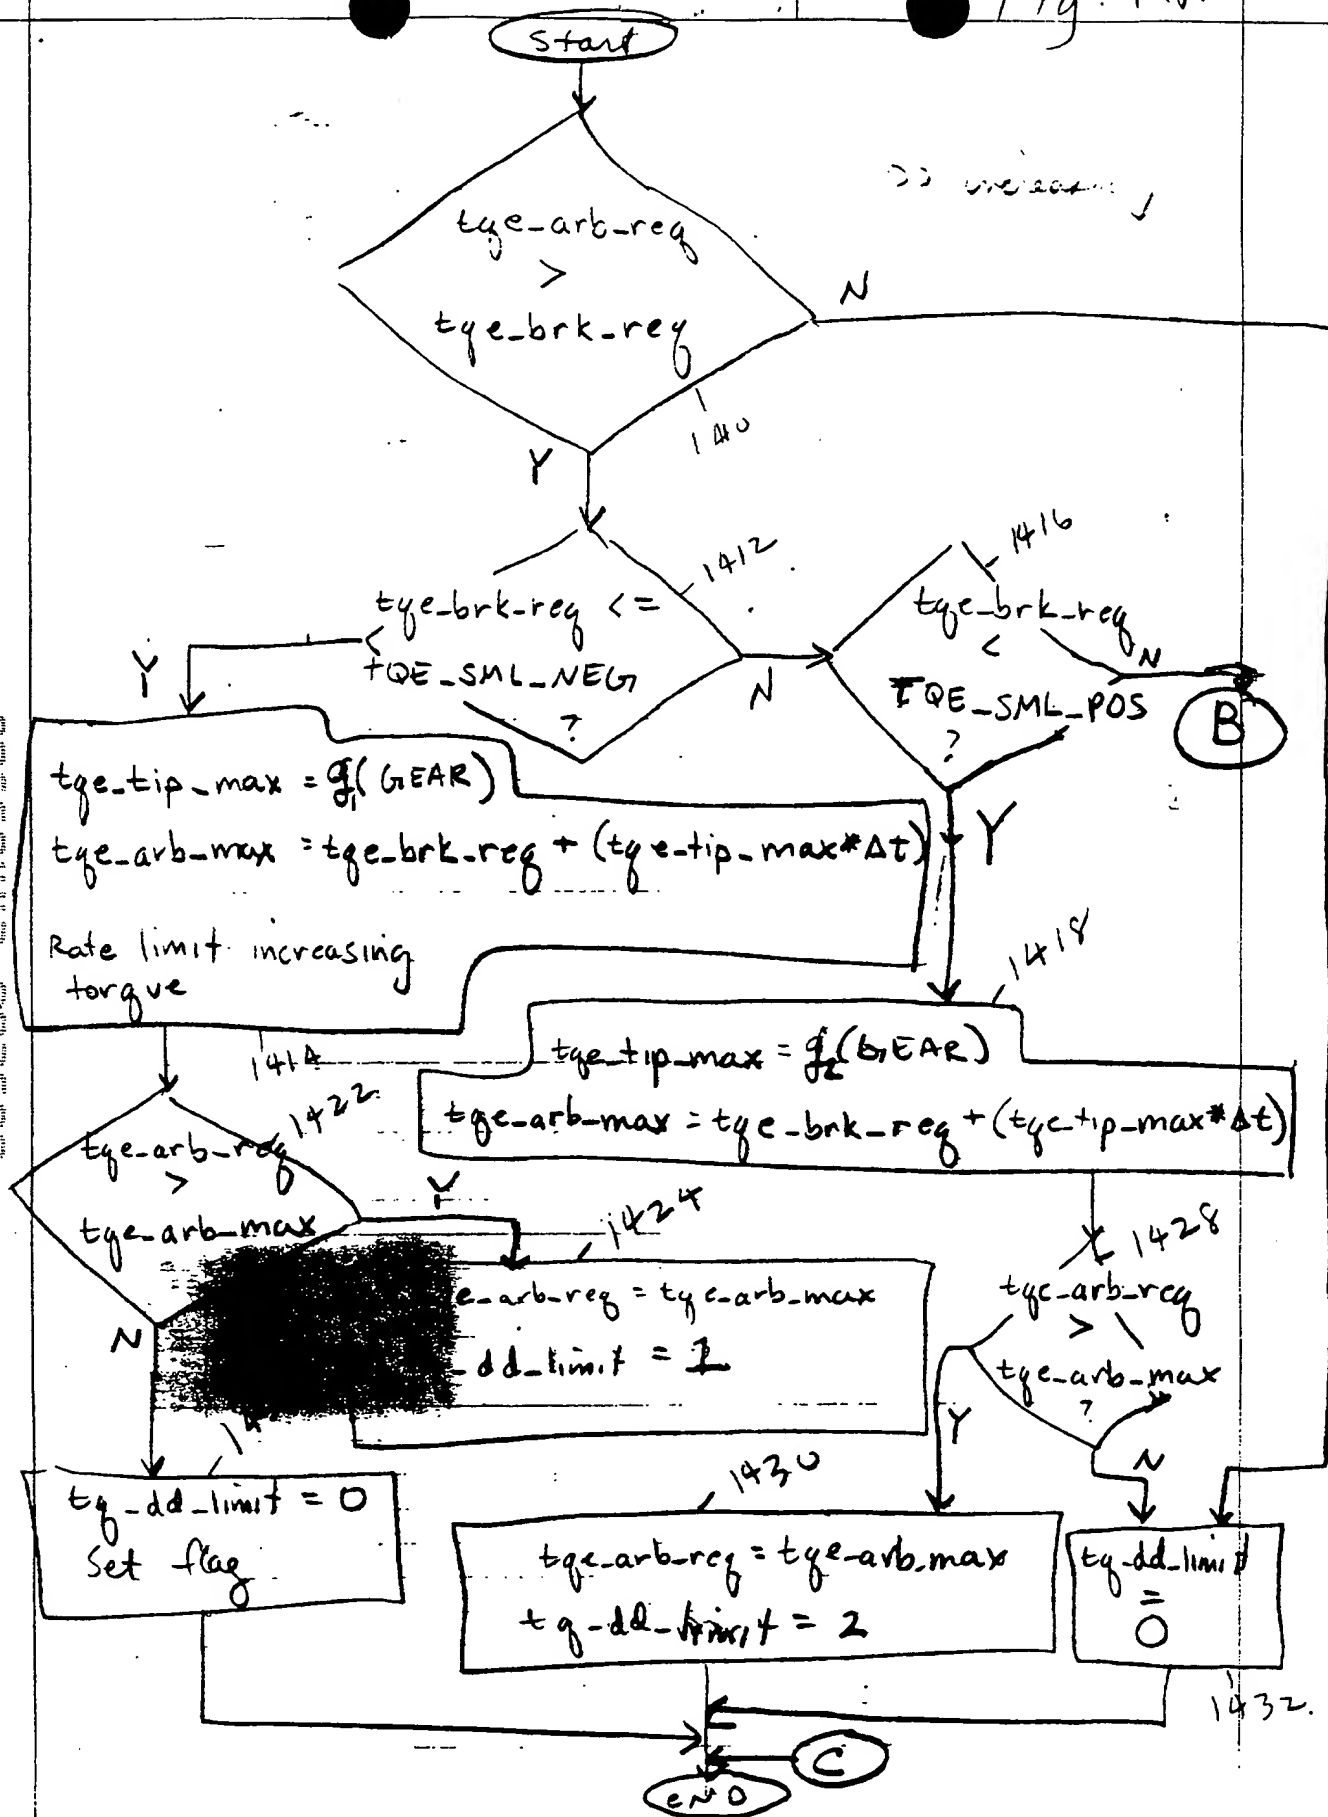 Start
tqe_arb_req
>
tqe_brk_req
N
1410
Y
1412
1416
tqe_brk_req <=
TQE_SML_NEG
?
Y
N
tqe_brk_req
<
TQE_SML_POS
?
N
B
Y
tqe_tip_max = g1(GEAR)
tqe_arb_max = tqe_brk_req + (tqe_tip_max*Δt)
Rate limit increasing
torque
1414
1418
tqe_tip_max = g2(GEAR)
tqe_arb_max = tqe_brk_req + (tqe_tip_max*Δt)
1422
tqe_arb_req
>
tqe_arb_max
Y
N
1424
e_arb_req = tqe_arb_max
_dd_limit = 1
1428
tqe_arb_req
>
tqe_arb_max
?
Y
N
14
tq_dd_limit = 0
Set flag
1430
tqe_arb_req = tqe_arb_max
tq_dd_limit = 2
tq_dd_limit
=
0
1432
C
END